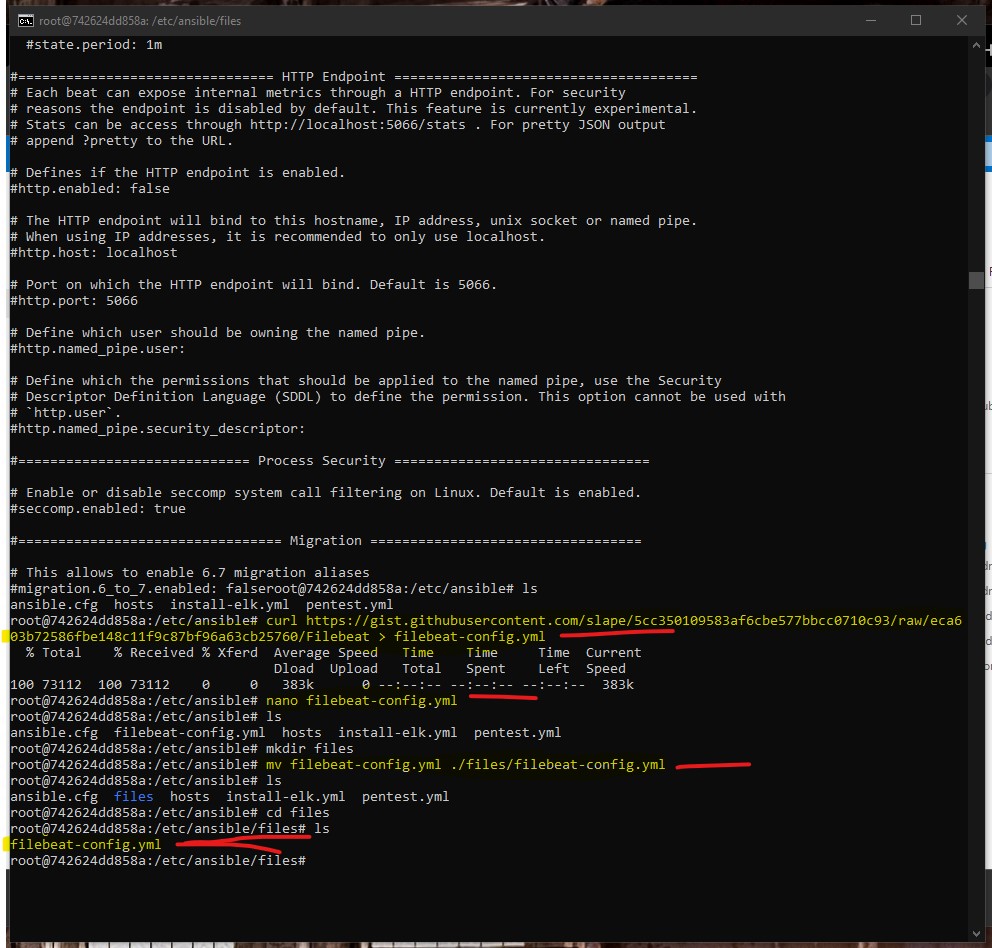 root@742624dd858a: /etc/ansible/files
#state.period: 1m
#================================ HTTP Endpoint =====================================
# Each beat can expose internal metrics through a HTTP endpoint. For security
# reasons the endpoint is disabled by default. This feature is currently experimental.
# Stats can be access through http://localhost:5066/stats . For pretty JSON output
# append ?pretty to the URL.
# Defines if the HTTP endpoint is enabled.
#http.enabled: false
# The HTTP endpoint will bind to this hostname, IP address, unix socket or named pipe.
# When using IP addresses, it is recommended to only use localhost.
#http.host: localhost
# Port on which the HTTP endpoint will bind. Default is 5066.
#http.port: 5066
# Define which user should be owning the named pipe.
#http.named_pipe.user:
# Define which the permissions that should be applied to the named pipe, use the Security
# Descriptor Definition Language (SDDL) to define the permission. This option cannot be used with
# `http.user`.
#http.named_pipe.security_descriptor:
#============================= Process Security ================================
# Enable or disable seccomp system call filtering on Linux. Default is enabled.
#seccomp.enabled: true
#================================= Migration ==================================
# This allows to enable 6.7 migration aliases
#migration.6_to_7.enabled: falseroot@742624dd858a:/etc/ansible# ls
ansible.cfg hosts install-elk.yml pentest.yml
root@742624dd858a:/etc/ansible# curl https://gist.githubusercontent.com/slape/5cc350109583af6cbe577bbcc0710c93/raw/eca6
03b72586fbe148c11f9c87bf96a63cb25760/Filebeat > filebeat-config.yml
% Total % Received % Xferd Average Speed Time Time Time Current
Dload Upload Total Spent Left Speed
100 73112 100 73112 0 0 383k 0 --:--:-- --:--:-- --:--:-- 383k
root@742624dd858a:/etc/ansible# nano filebeat-config.yml
root@742624dd858a:/etc/ansible# ls
ansible.cfg filebeat-config.yml hosts install-elk.yml pentest.yml
root@742624dd858a:/etc/ansible# mkdir files
root@742624dd858a:/etc/ansible# mv filebeat-config.yml ./files/filebeat-config.yml
root@742624dd858a:/etc/ansible# ls
ansible.cfg files hosts install-elk.yml pentest.yml
root@742624dd858a:/etc/ansible# cd files
root@742624dd858a:/etc/ansible/files# ls
filebeat-config.yml
root@742624dd858a:/etc/ansible/files#